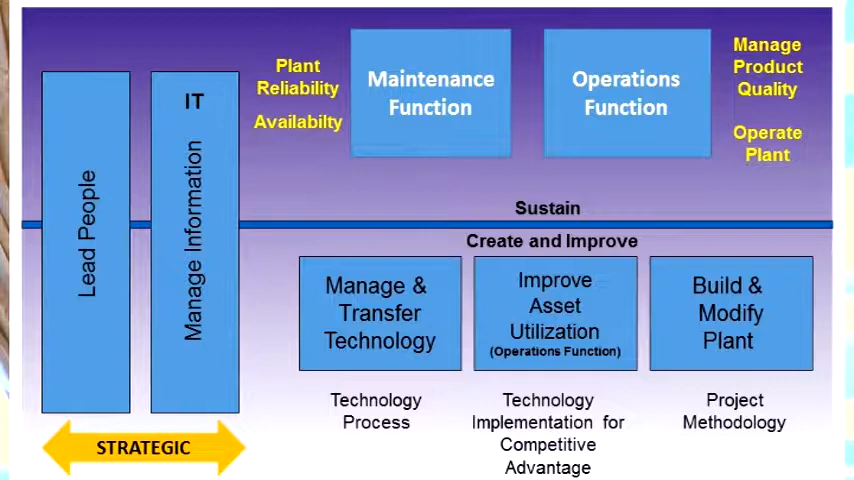 Plant
Reliability
Availabilty
Maintenance
Function
Operations
Function
Manage
Product
Quality
Operate
Plant
Lead People
IT
Manage Information
Sustain
Create and Improve
Manage &
Transfer
Technology
Improve
Asset
Utilization
(Operations Function)
Build &
Modify
Plant
Technology
Process
Technology
Implementation for
Competitive
Advantage
Project
Methodology
STRATEGIC